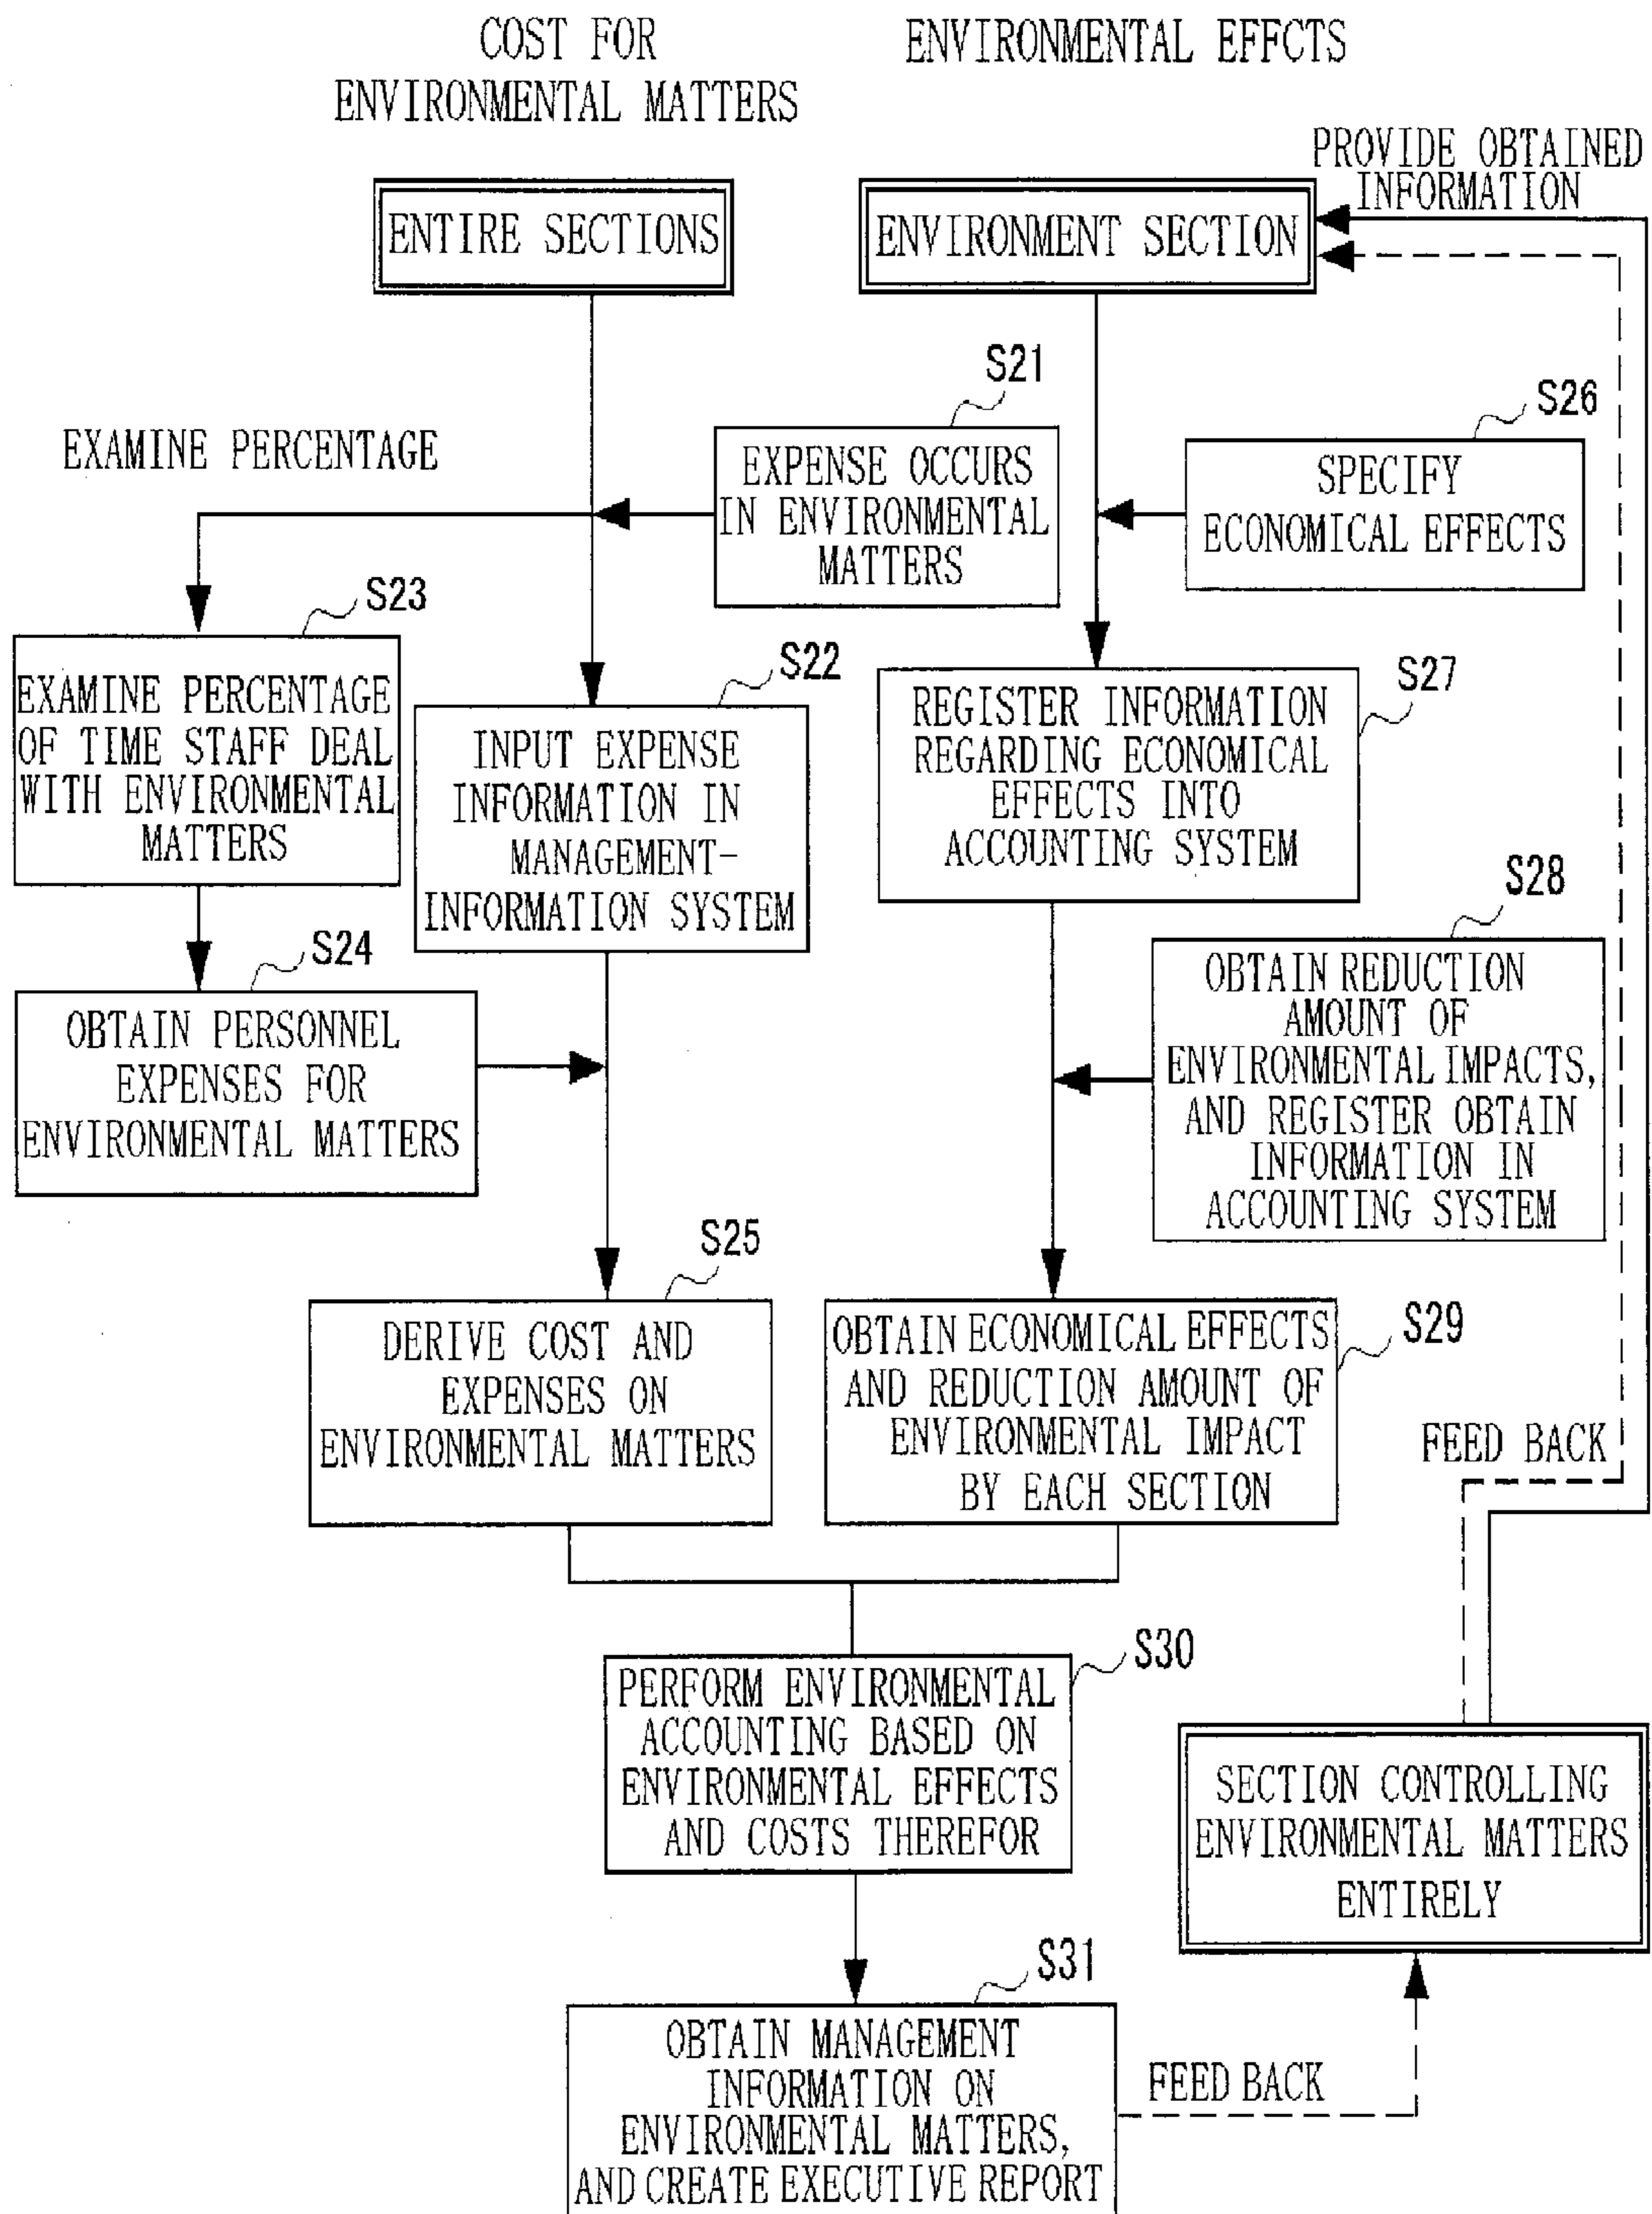 COST FOR
ENVIRONMENTAL MATTERS
ENVIRONMENTAL EFFCTS
PROVIDE OBTAINED
INFORMATION
ENTIRE SECTIONS
ENVIRONMENT SECTION
S21
EXPENSE OCCURS
IN ENVIRONMENTAL
MATTERS
S26
SPECIFY
ECONOMICAL EFFECTS
EXAMINE PERCENTAGE
S23
EXAMINE PERCENTAGE
OF TIME STAFF DEAL
WITH ENVIRONMENTAL
MATTERS
S22
INPUT EXPENSE
INFORMATION IN
MANAGEMENT-
INFORMATION SYSTEM
S27
REGISTER INFORMATION
REGARDING ECONOMICAL
EFFECTS INTO
ACCOUNTING SYSTEM
S24
OBTAIN PERSONNEL
EXPENSES FOR
ENVIRONMENTAL MATTERS
S28
OBTAIN REDUCTION
AMOUNT OF
ENVIRONMENTAL IMPACTS,
AND REGISTER OBTAIN
INFORMATION IN
ACCOUNTING SYSTEM
S25
DERIVE COST AND
EXPENSES ON
ENVIRONMENTAL MATTERS
S29
OBTAIN ECONOMICAL EFFECTS
AND REDUCTION AMOUNT OF
ENVIRONMENTAL IMPACT
BY EACH SECTION
FEED BACK
S30
PERFORM ENVIRONMENTAL
ACCOUNTING BASED ON
ENVIRONMENTAL EFFECTS
AND COSTS THEREFOR
SECTION CONTROLLING
ENVIRONMENTAL MATTERS
ENTIRELY
S31
OBTAIN MANAGEMENT
INFORMATION ON
ENVIRONMENTAL MATTERS,
AND CREATE EXECUTIVE REPORT
FEED BACK